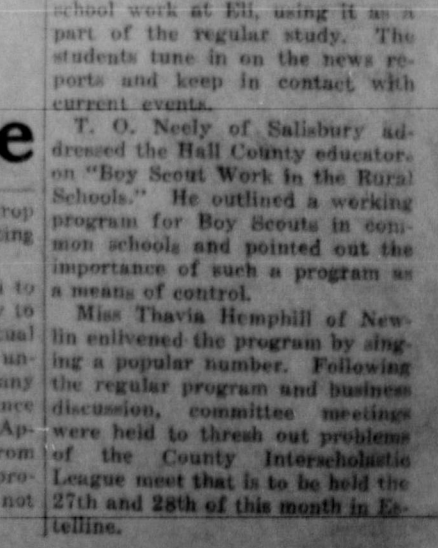 school work at Eli, using it as a
part of the regular study. The
students tune in on the news re-
ports and keep in contact with
current events.
T. O. Neely of Salisbury ad-
dressed the Hall County educators
on "Boy Scout Work in the Rural
Schools." He outlined a working
program for Boy Scouts in com-
mon schools and pointed out the
importance of such a program as
a means of control.
Miss Thavia Hemphill of New-
lin enlivened the program by sing-
ing a popular number. Following
the regular program and business
discussion, committee meetings
were held to thresh out problems
of the County Interscholastic
League meet that is to be held the
27th and 28th of this month in Es-
telline.
e
rop
ting
to
to
ual
un-
any
nce
Ap-
rom
pro-
not